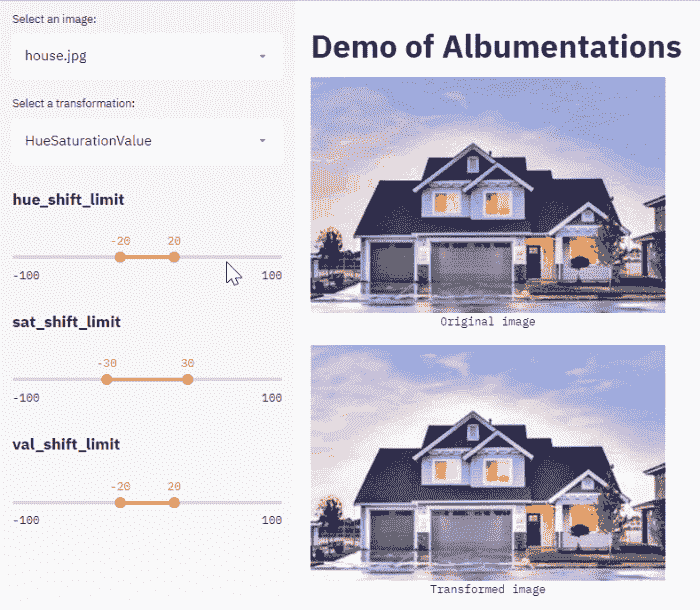 Select an image:
house.jpg
Select a transformation:
HueSaturationValue
hue_shift_limit
-20 20
-100 100
sat_shift_limit
-30 30
-100 100
val_shift_limit
-20 20
-100 100
Demo of Albumentations
Original image
Transformed image